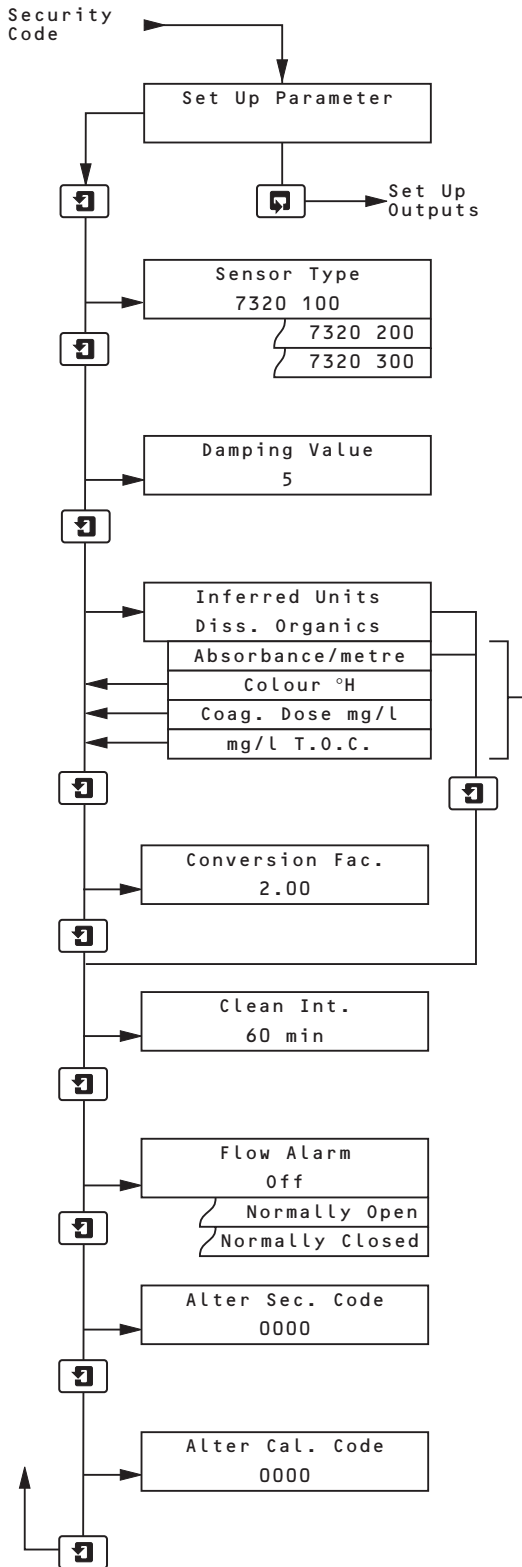 Security
Code
Set Up Parameter
Set Up
Outputs
Sensor Type
7320 100
7320 200
7320 300
Damping Value
5
Inferred Units
Diss. Organics
Absorbance/metre
Colour °H
Coag. Dose mg/l
mg/l T.O.C.
Conversion Fac.
2.00
Clean Int.
60 min
Flow Alarm
Off
Normally Open
Normally Closed
Alter Sec. Code
0000
Alter Cal. Code
0000